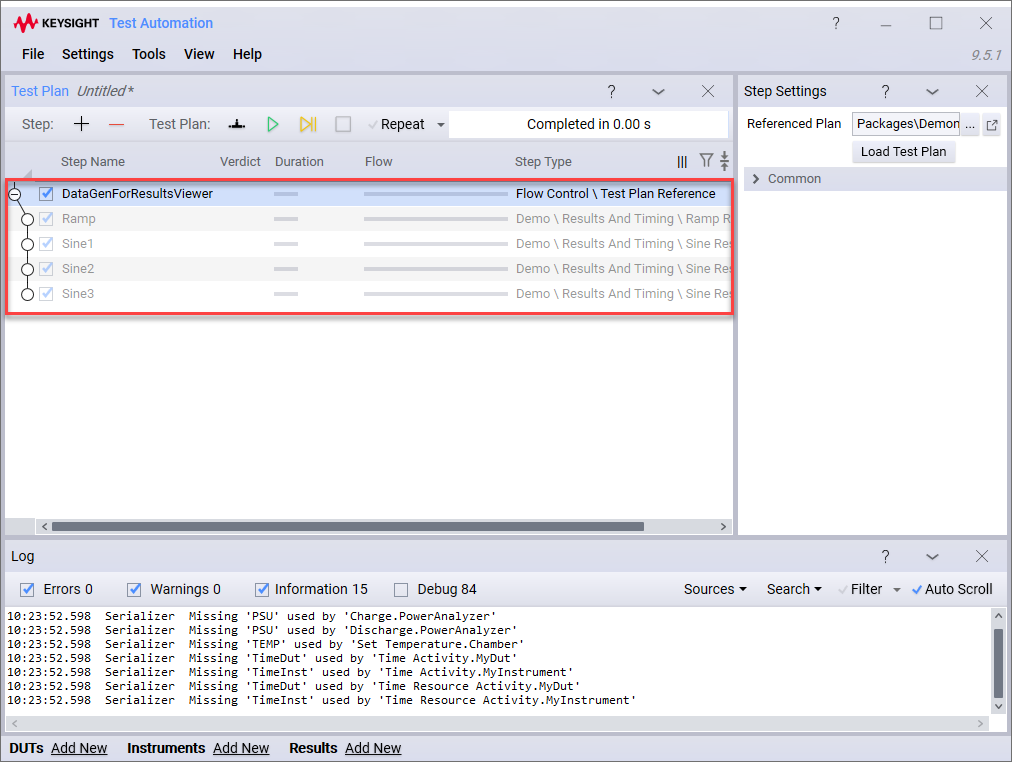 KEYSIGHT Test Automation ?
File Settings Tools View Help 9.5.1
Test Plan Untitled* ?
Step: Test Plan: Repeat Completed in 0.00 s
Step Name Verdict Duration Flow Step Type
DataGenForResultsViewer Flow Control \ Test Plan Reference
Ramp Demo \ Results And Timing \ Ramp R
Sine1 Demo \ Results And Timing \ Sine Res
Sine2 Demo \ Results And Timing \ Sine Res
Sine3 Demo \ Results And Timing \ Sine Res
Step Settings ?
Referenced Plan Packages\Demon ...
Load Test Plan
Common
Log ?
Errors 0 Warnings 0 Information 15 Debug 84 Sources Search Filter Auto Scroll
10:23:52.598 Serializer Missing 'PSU' used by 'Charge.PowerAnalyzer'
10:23:52.598 Serializer Missing 'PSU' used by 'Discharge.PowerAnalyzer'
10:23:52.598 Serializer Missing 'TEMP' used by 'Set Temperature.Chamber'
10:23:52.598 Serializer Missing 'TimeDut' used by 'Time Activity.MyDut'
10:23:52.598 Serializer Missing 'TimeInst' used by 'Time Activity.MyInstrument'
10:23:52.598 Serializer Missing 'TimeDut' used by 'Time Resource Activity.MyDut'
10:23:52.598 Serializer Missing 'TimeInst' used by 'Time Resource Activity.MyInstrument'
DUTs Add New Instruments Add New Results Add New